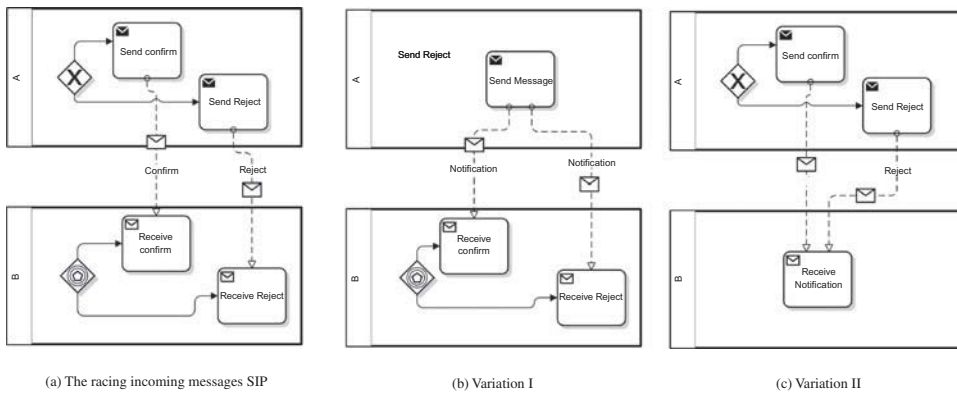 A
Send confirm
Send Reject
Confirm
Reject
B
Receive
confirm
Receive Reject
(a) The racing incoming messages SIP
A
Send Reject
Send Message
Notification
Notification
B
Receive
confirm
Receive Reject
(b) Variation I
A
Send confirm
Send Reject
Reject
B
Receive
Notification
(c) Variation II